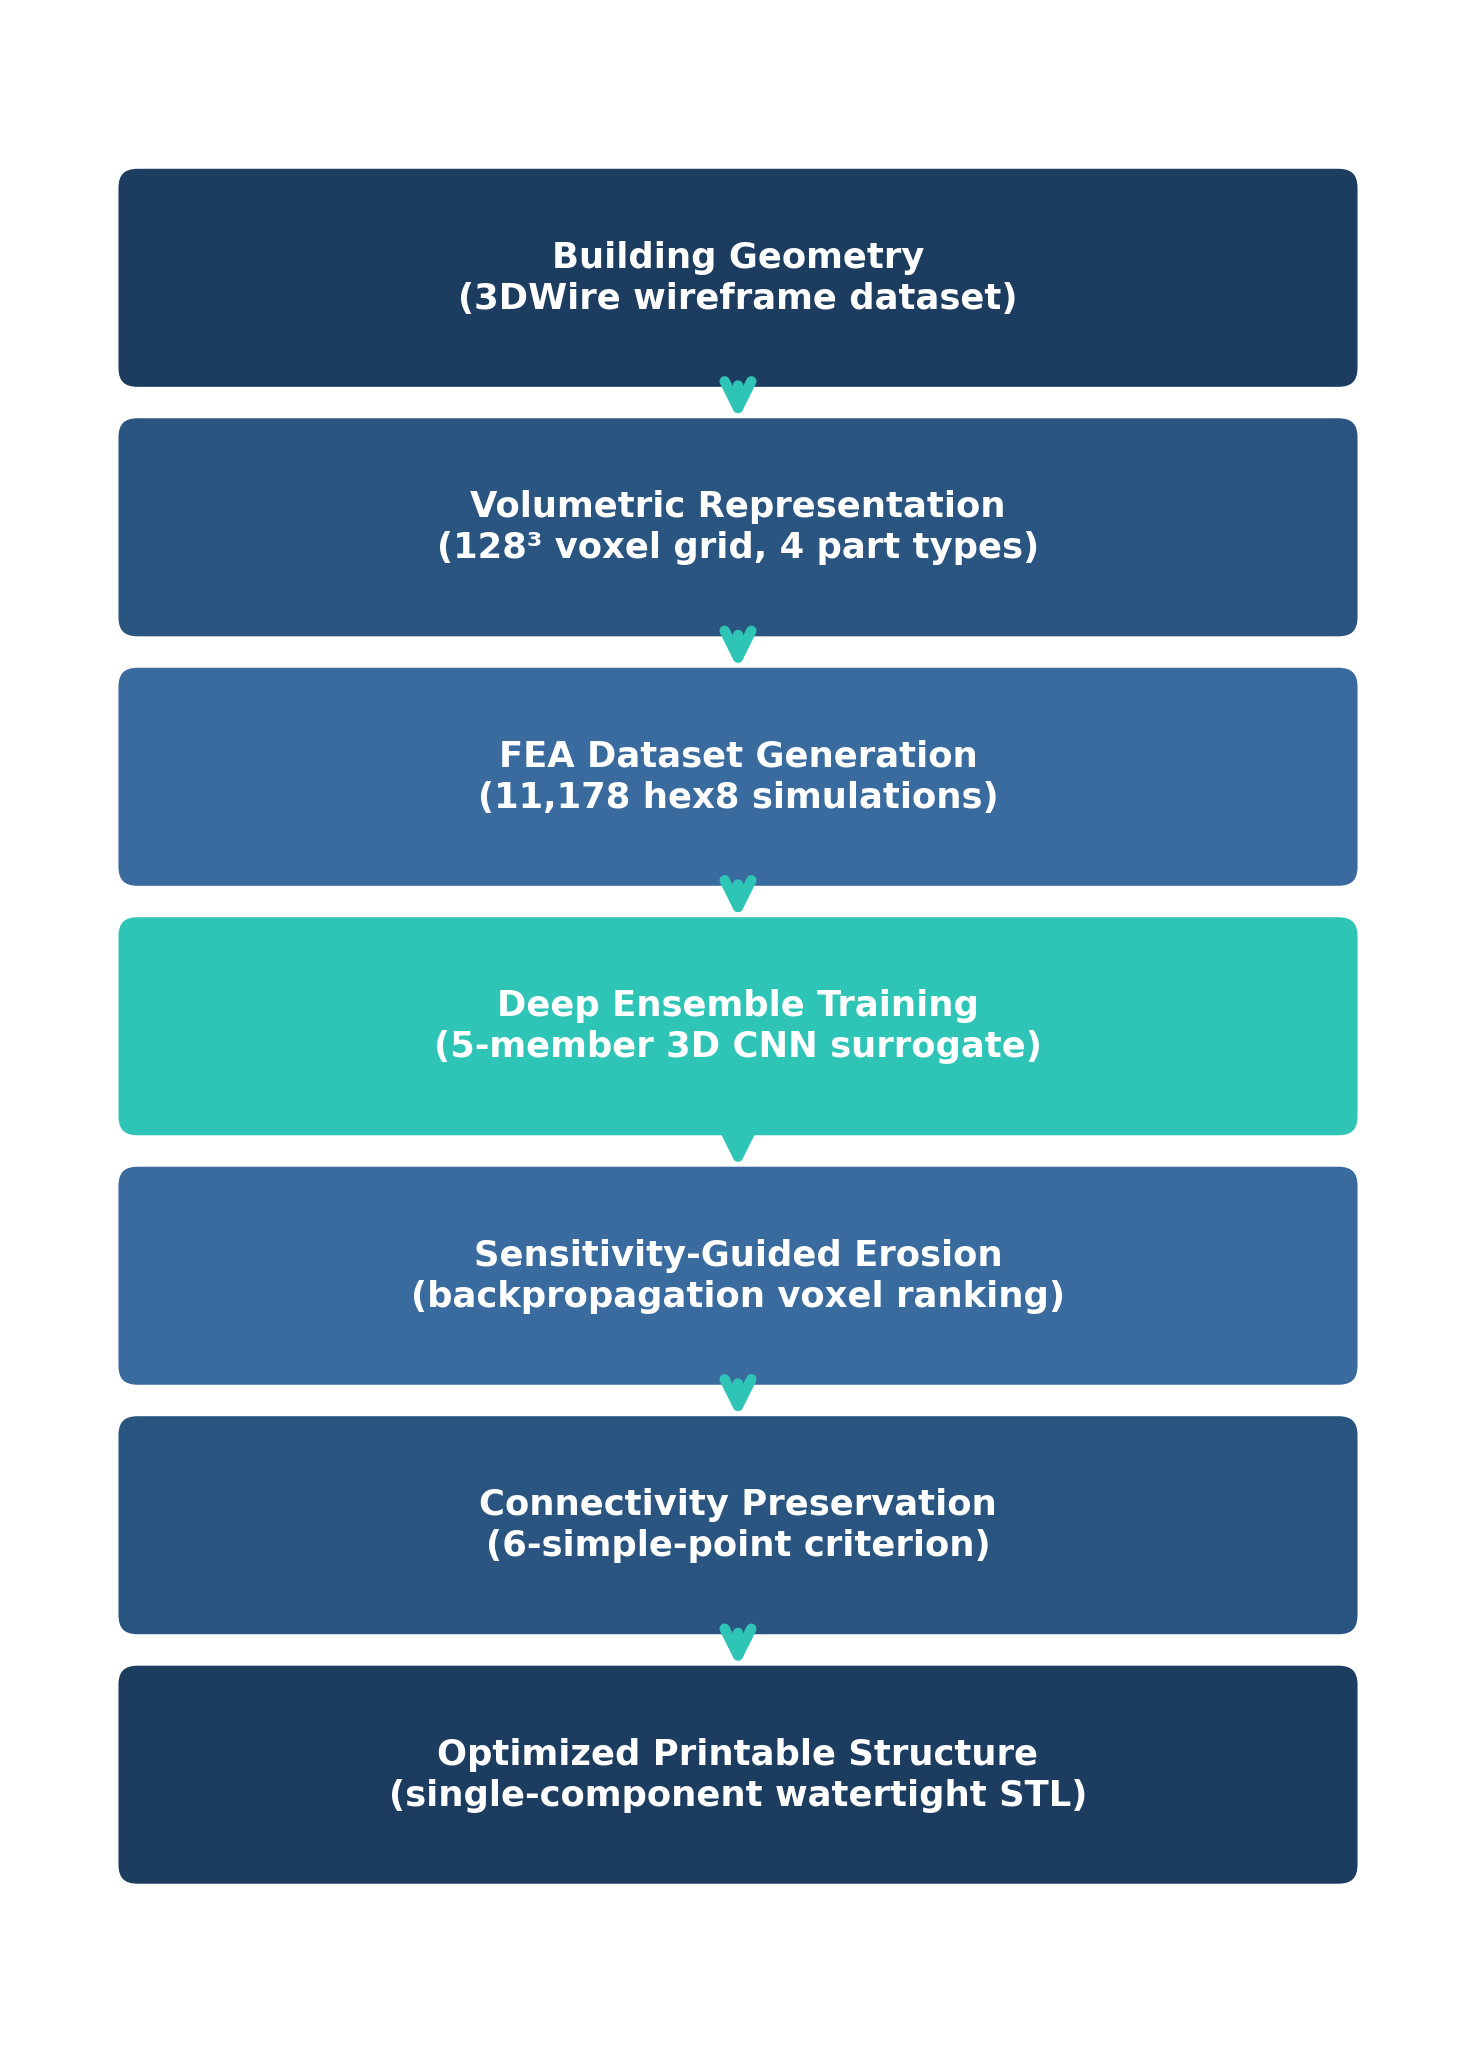 Building Geometry
(3DWire wireframe dataset)
Volumetric Representation
(128³ voxel grid, 4 part types)
FEA Dataset Generation
(11,178 hex8 simulations)
Deep Ensemble Training
(5-member 3D CNN surrogate)
Sensitivity-Guided Erosion
(backpropagation voxel ranking)
Connectivity Preservation
(6-simple-point criterion)
Optimized Printable Structure
(single-component watertight STL)